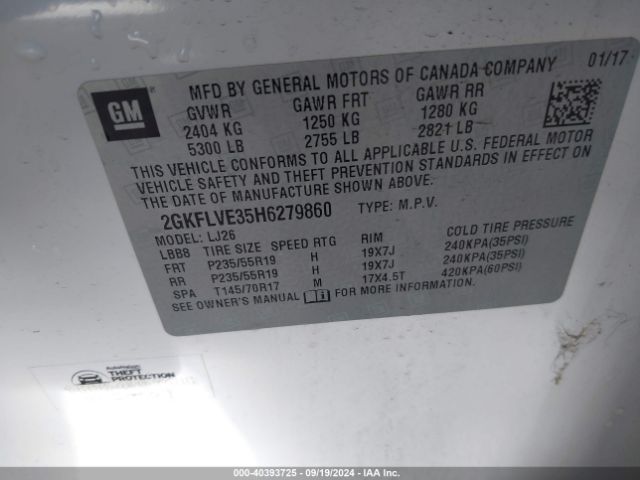 GM
MFD BY GENERAL MOTORS OF CANADA COMPANY 01/17
GVWR GAWR FRT GAWR RR
2404 KG 1250 KG 1280 KG
5300 LB 2755 LB 2821 LB
THIS VEHICLE CONFORMS TO ALL APPLICABLE U.S. FEDERAL MOTOR
VEHICLE SAFETY AND THEFT PREVENTION STANDARDS IN EFFECT ON
THE DATE OF MANUFACTURE SHOWN ABOVE.
2GKFLVE35H6279860 TYPE: M.P.V.
MODEL: LJ26
LBB8 TIRE SIZE SPEED RTG RIM COLD TIRE PRESSURE
FRT P235/55R19 H 19X7J 240KPA(35PSI)
RR P235/55R19 H 19X7J 240KPA(35PSI)
SPA T145/70R17 M 17X4.5T 420KPA(60PSI)
SEE OWNER'S MANUAL FOR MORE INFORMATION.
THEFT
PROTECTION
000-40393725 - 09/19/2024 - IAA Inc.